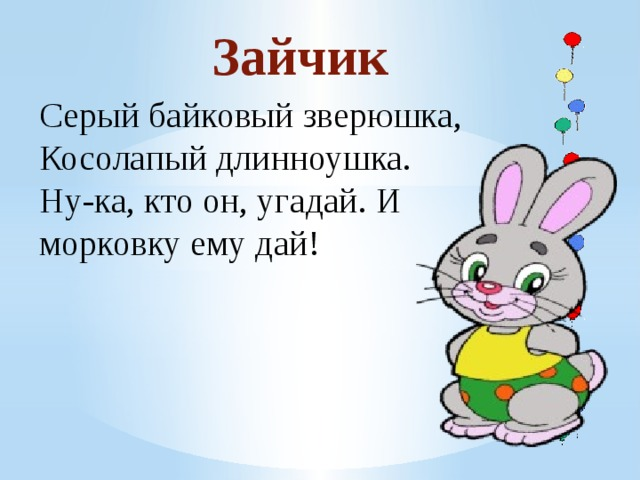 Зайчик
Серый байковый зверюшка,
Косолапый длинноушка.
Ну-ка, кто он, угадай. И
морковку ему дай!